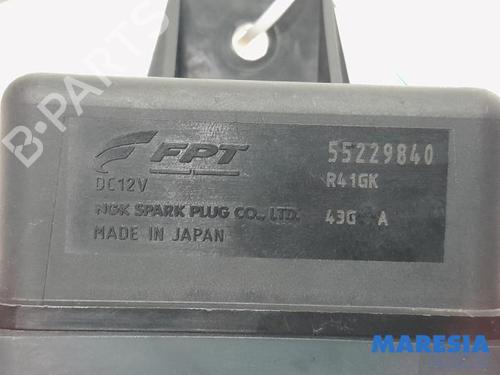 FPT 55229840
DC12V R41GK
NGK SPARK PLUG CO., LTD. 43G A
MADE IN JAPAN
B-PARTS
MARESIA